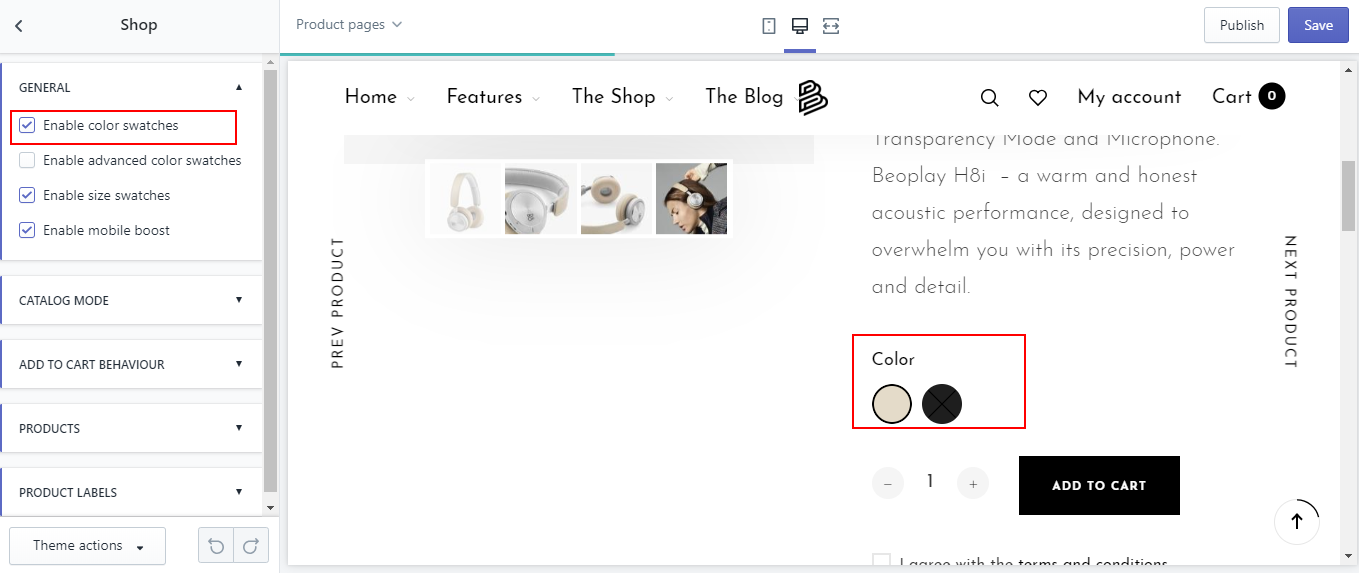 Shop
Product pages
Publish
Save
GENERAL
Enable color swatches
Enable advanced color swatches
Enable size swatches
Enable mobile boost
CATALOG MODE
ADD TO CART BEHAVIOUR
PRODUCTS
PRODUCT LABELS
Theme actions
Home
Features
The Shop
The Blog
My account
Cart 0
PREV PRODUCT
Transparency Mode and Microphone.
Beoplay H8i – a warm and honest
acoustic performance, designed to
overwhelm you with its precision, power
and detail.
NEXT PRODUCT
Color
− 1 +
ADD TO CART
I agree with the terms and conditions